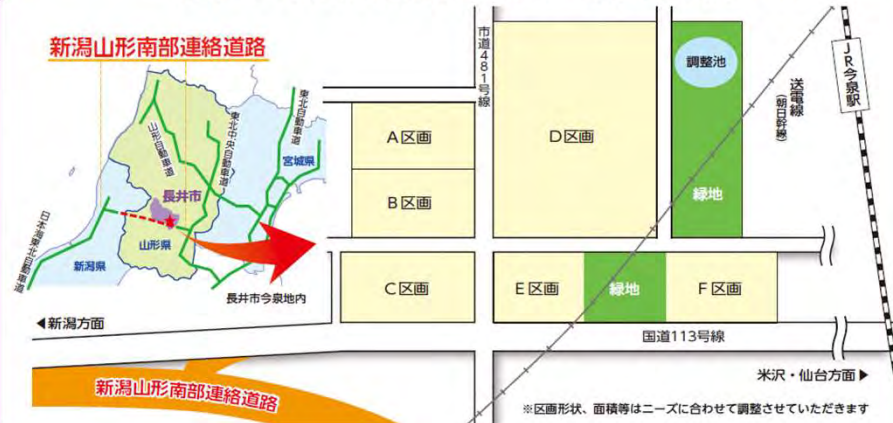 新潟山形南部連絡道路
東北自動車道
山形自動車道
東北中央自動車道
宮城県
長井市
日本海東北自動車道
新潟県
山形県
長井市今泉地内
市道481号線
A区画
B区画
C区画
D区画
E区画
緑地
F区画
調整池
緑地
送電線
(朝日幹線)
JR今泉駅
◀新潟方面
国道113号線
新潟山形南部連絡道路
米沢・仙台方面▶
※区画形状、面積等はニーズに合わせて調整させていただきます